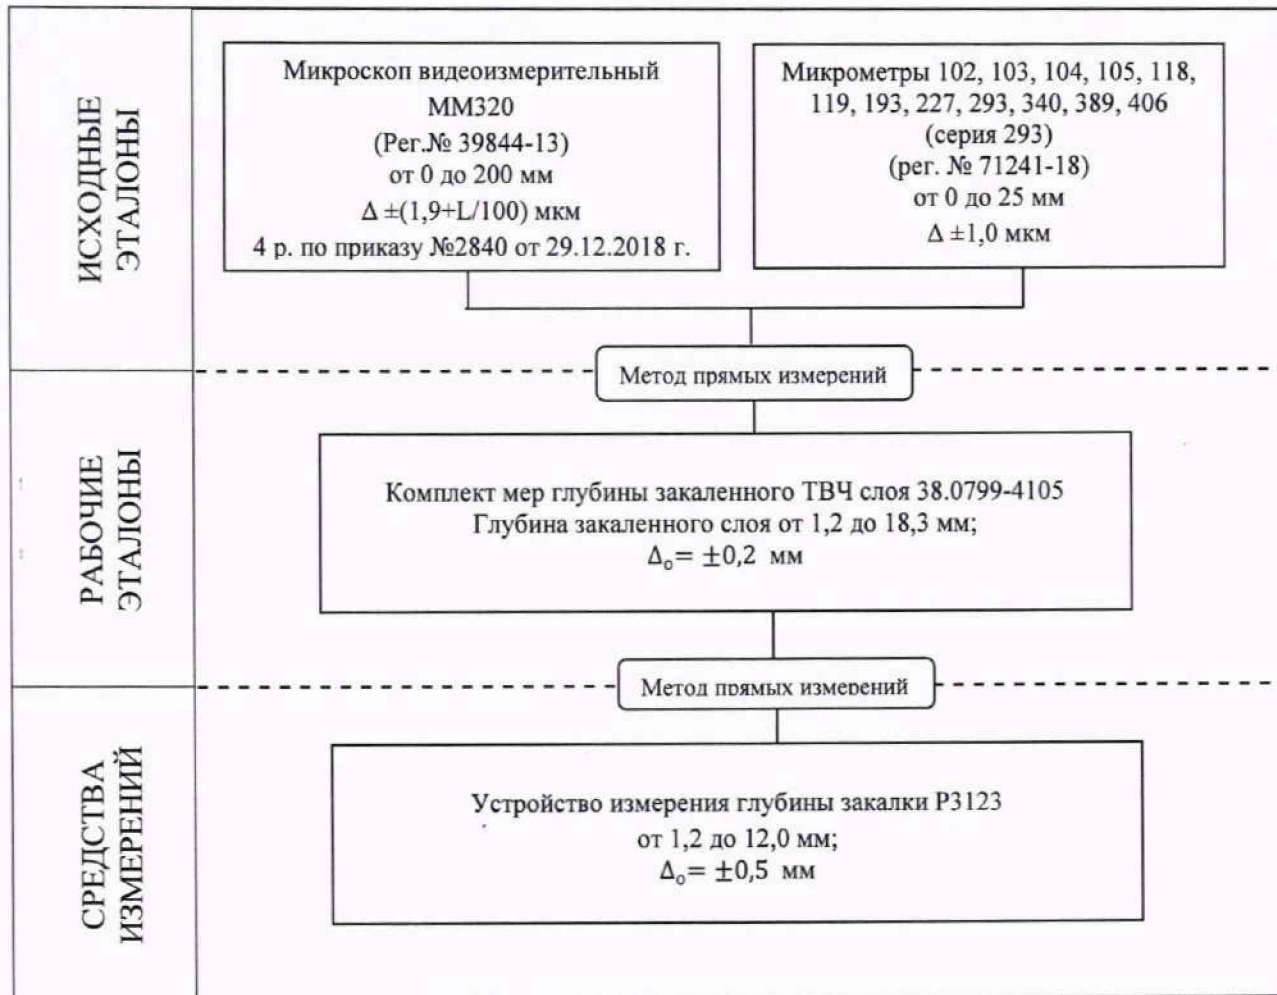 ИСХОДНЫЕ
ЭТАЛОНЫ
Микроскоп видеоизмерительный
ММ320
(Рег.№ 39844-13)
от 0 до 200 мм
Δ ±(1,9+L/100) мкм
4 р. по приказу №2840 от 29.12.2018 г.
Микрометры 102, 103, 104, 105, 118,
119, 193, 227, 293, 340, 389, 406
(серия 293)
(рег. № 71241-18)
от 0 до 25 мм
Δ ±1,0 мкм
Метод прямых измерений
РАБОЧИЕ
ЭТАЛОНЫ
Комплект мер глубины закаленного ТВЧ слоя 38.0799-4105
Глубина закаленного слоя от 1,2 до 18,3 мм;
Δₒ= ±0,2 мм
Метод прямых измерений
СРЕДСТВА
ИЗМЕРЕНИЙ
Устройство измерения глубины закалки Р3123
от 1,2 до 12,0 мм;
Δₒ= ±0,5 мм